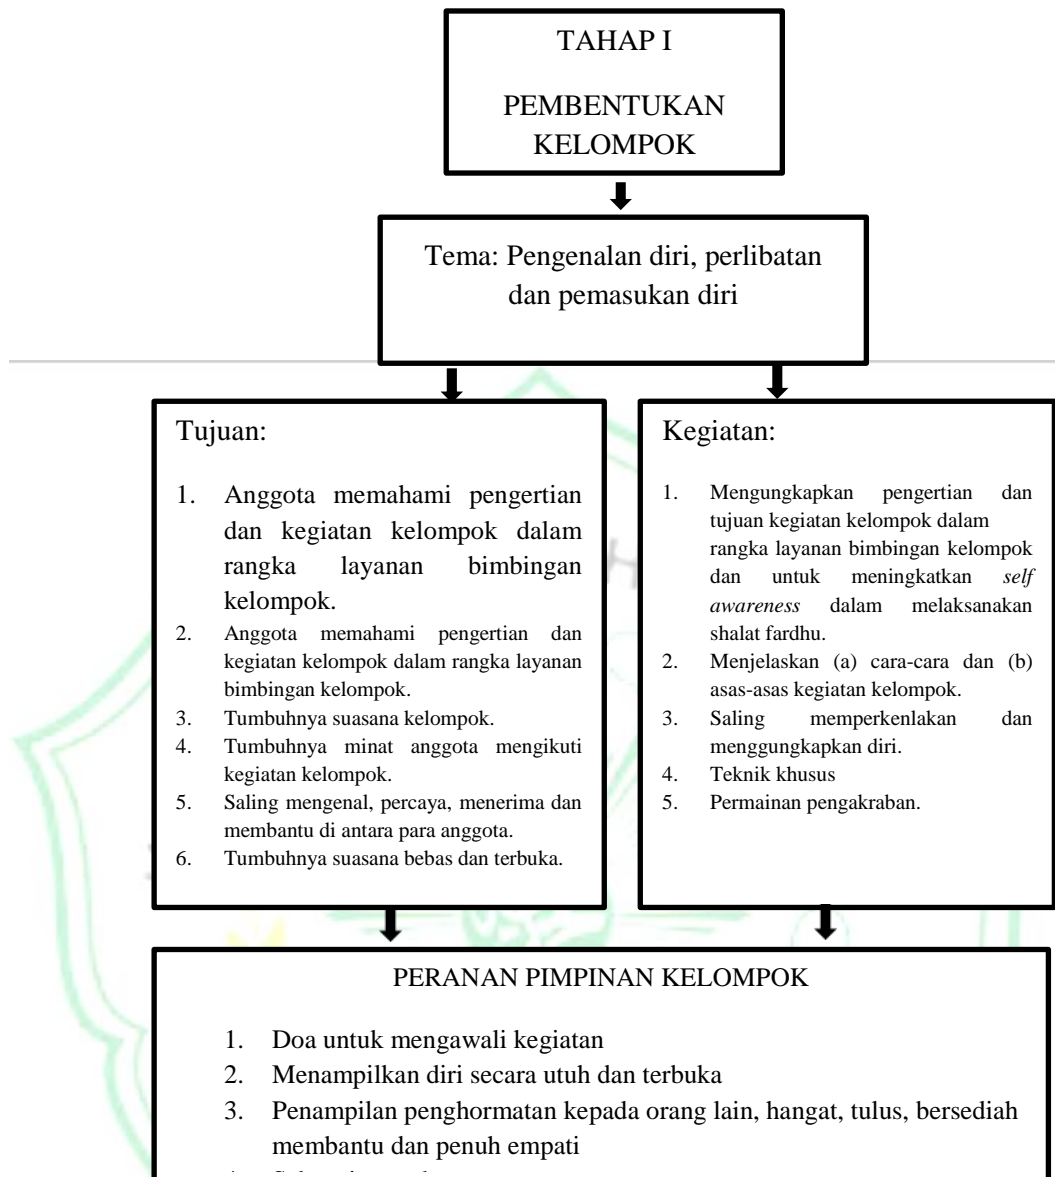 TAHAP I
PEMBENTUKAN
KELOMPOK
Tema: Pengenalan diri, perlibatan
dan pemasukan diri
Tujuan:
1. Anggota memahami pengertian
dan kegiatan kelompok dalam
rangka layanan bimbingan
kelompok.
2. Anggota memahami pengertian dan
kegiatan kelompok dalam rangka layanan
bimbingan kelompok.
3. Tumbuhnya suasana kelompok.
4. Tumbuhnya minat anggota mengikuti
kegiatan kelompok.
5. Saling mengenal, percaya, menerima dan
membantu di antara para anggota.
6. Tumbuhnya suasana bebas dan terbuka.
Kegiatan:
1. Mengungkapkan pengertian dan
tujuan kegiatan kelompok dalam
rangka layanan bimbingan kelompok
dan untuk meningkatkan self
awareness dalam melaksanakan
shalat fardhu.
2. Menjelaskan (a) cara-cara dan (b)
asas-asas kegiatan kelompok.
3. Saling memperkenlakan dan
menggungkapkan diri.
4. Teknik khusus
5. Permainan pengakraban.
PERANAN PIMPINAN KELOMPOK
1. Doa untuk mengawali kegiatan
2. Menampilkan diri secara utuh dan terbuka
3. Penampilan penghormatan kepada orang lain, hangat, tulus, bersediah
membantu dan penuh empati